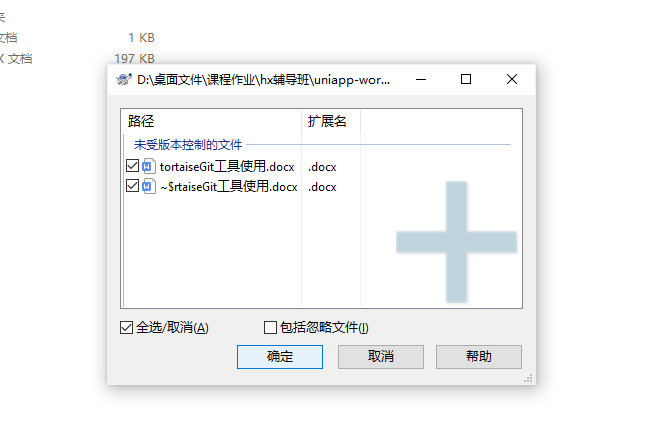 文档 1 KB
X 文档 197 KB
D:\桌面文件\课程作业\hx辅导班\uniapp-wor...
路径 扩展名
未受版本控制的文件
tortaiseGit工具使用.docx .docx
~$rtaiseGit工具使用.docx .docx
全选/取消(A) 包括忽略文件(I)
确定 取消 帮助